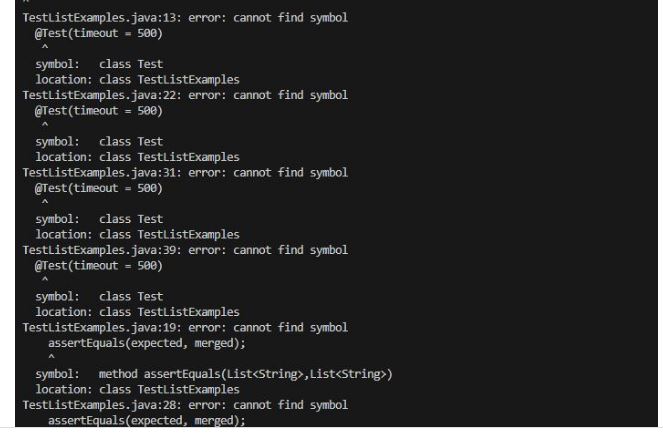 ^
TestListExamples.java:13: error: cannot find symbol
@Test(timeout = 500)
^
symbol: class Test
location: class TestListExamples
TestListExamples.java:22: error: cannot find symbol
@Test(timeout = 500)
^
symbol: class Test
location: class TestListExamples
TestListExamples.java:31: error: cannot find symbol
@Test(timeout = 500)
^
symbol: class Test
location: class TestListExamples
TestListExamples.java:39: error: cannot find symbol
@Test(timeout = 500)
^
symbol: class Test
location: class TestListExamples
TestListExamples.java:19: error: cannot find symbol
assertEquals(expected, merged);
^
symbol: method assertEquals(List<String>,List<String>)
location: class TestListExamples
TestListExamples.java:28: error: cannot find symbol
assertEquals(expected, merged);